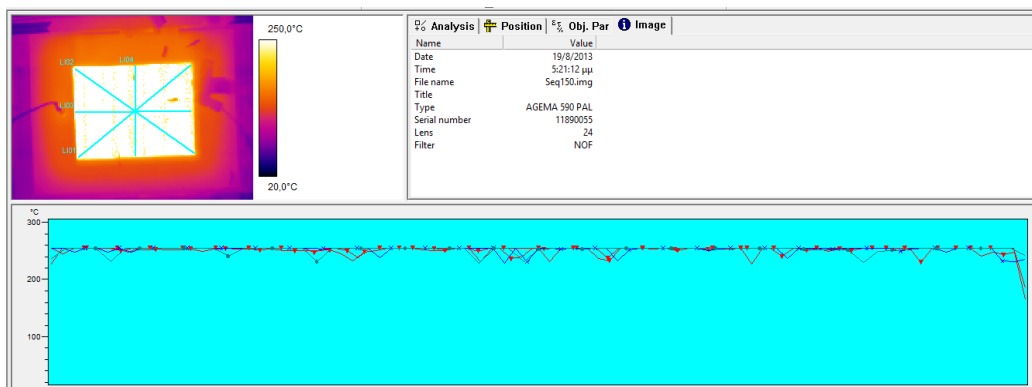 250,0°C
LI02
LI04
LI03
LI01
20,0°C
Analysis Position Obj. Par Image
Name Value
Date 19/8/2013
Time 5:21:12 μμ
File name Seq150.img
Title
Type AGEMA 590 PAL
Serial number 11890055
Lens 24
Filter NOF
°C
300
200
100